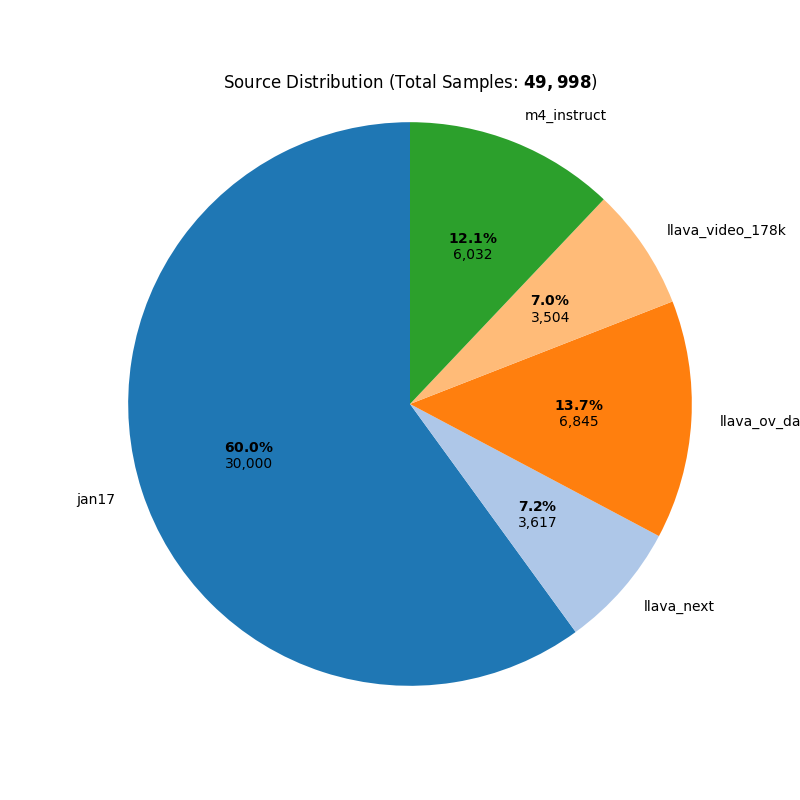 Source Distribution (Total Samples: 49,998)
m4_instruct
llava_video_178k
12.1%
6,032
7.0%
3,504
13.7%
6,845
llava_ov_da
60.0%
30,000
jan17
7.2%
3,617
llava_next